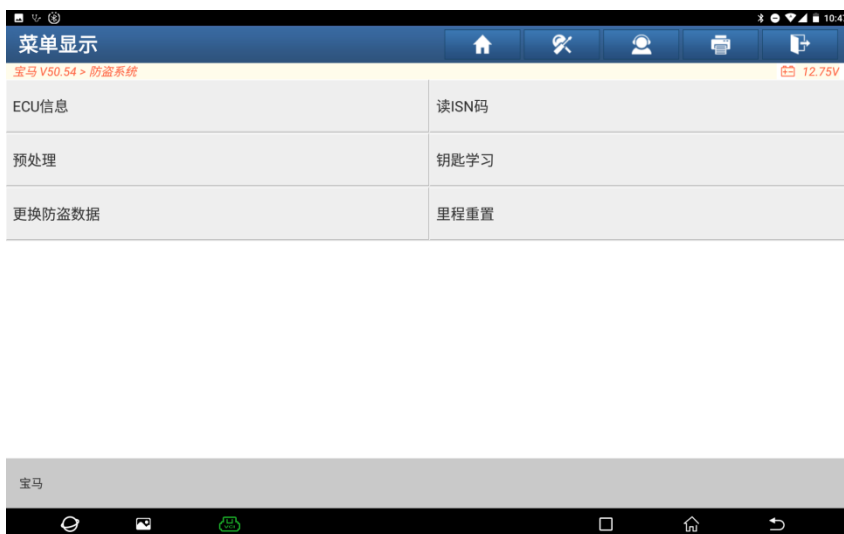 10:47
菜单显示
宝马 V50.54 > 防盗系统
12.75V
ECU信息
读ISN码
预处理
钥匙学习
更换防盗数据
里程重置
宝马